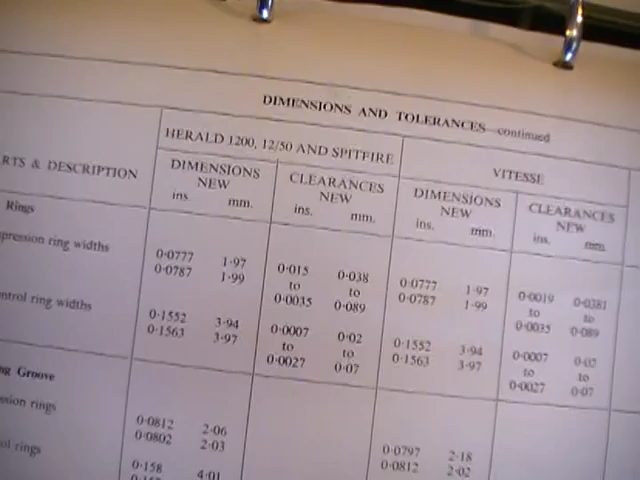 DIMENSIONS AND TOLERANCES—continued
HERALD 1200, 12/50 AND SPITFIRE
VITESSE
RTS & DESCRIPTION
DIMENSIONS NEW
CLEARANCES NEW
DIMENSIONS NEW
CLEARANCES NEW
ins. mm. ins. mm. ins. mm. ins. mm.
Rings
pression ring widths
0·0777 1·97 0·015 0·038 0·0777 1·97 0·0019 0·0381
0·0787 1·99 to to 0·0787 1·99 to to
0·0035 0·089 0·0035 0·089
ntrol ring widths
0·1552 3·94 0·0007 0·02 0·1552 3·94 0·0007 0·02
0·1563 3·97 to to 0·1563 3·97 to to
0·0027 0·07 0·0027 0·07
ng Groove
ssion rings
0·0812 2·06 0·0797 2·18
0·0802 2·03 0·0812 2·02
ol rings
0·158 4·01